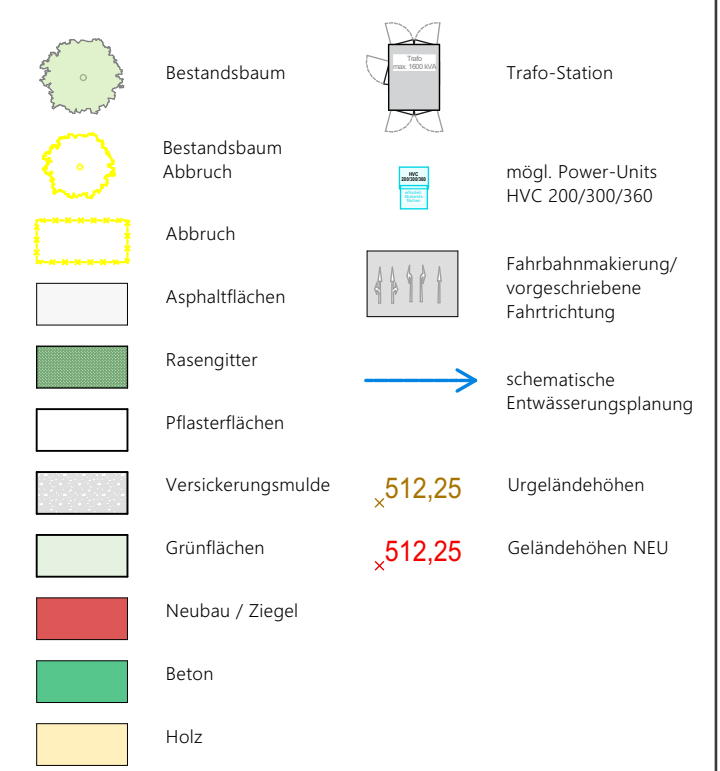 Bestandsbaum
Bestandsbaum
Abbruch
Abbruch
Asphaltflächen
Rasengitter
Pflasterflächen
Versickerungsmulde
Grünflächen
Neubau / Ziegel
Beton
Holz
Trafo
max. 1600 kVA
Trafo-Station
HVC
200/300/360
mögl. Power-Units
HVC 200/300/360
Fahrbahnmakierung/
vorgeschriebene
Fahrtrichtung
schematische
Entwässerungsplanung
512,25
Urgeländehöhen
512,25
Geländehöhen NEU